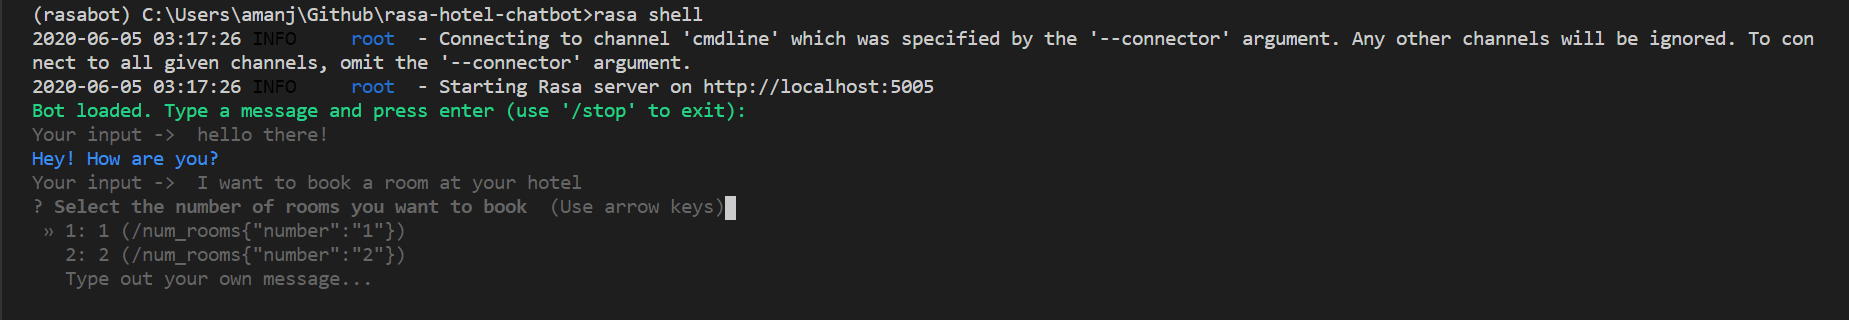 (rasabot) C:\Users\amanj\Github\rasa-hotel-chatbot>rasa shell
2020-06-05 03:17:26 INFO     root  - Connecting to channel 'cmdline' which was specified by the '--connector' argument. Any other channels will be ignored. To con
nect to all given channels, omit the '--connector' argument.
2020-06-05 03:17:26 INFO     root  - Starting Rasa server on http://localhost:5005
Bot loaded. Type a message and press enter (use '/stop' to exit):
Your input ->  hello there!
Hey! How are you?
Your input ->  I want to book a room at your hotel
? Select the number of rooms you want to book  (Use arrow keys)
 » 1: 1 (/num_rooms{"number":"1"})
   2: 2 (/num_rooms{"number":"2"})
   Type out your own message...